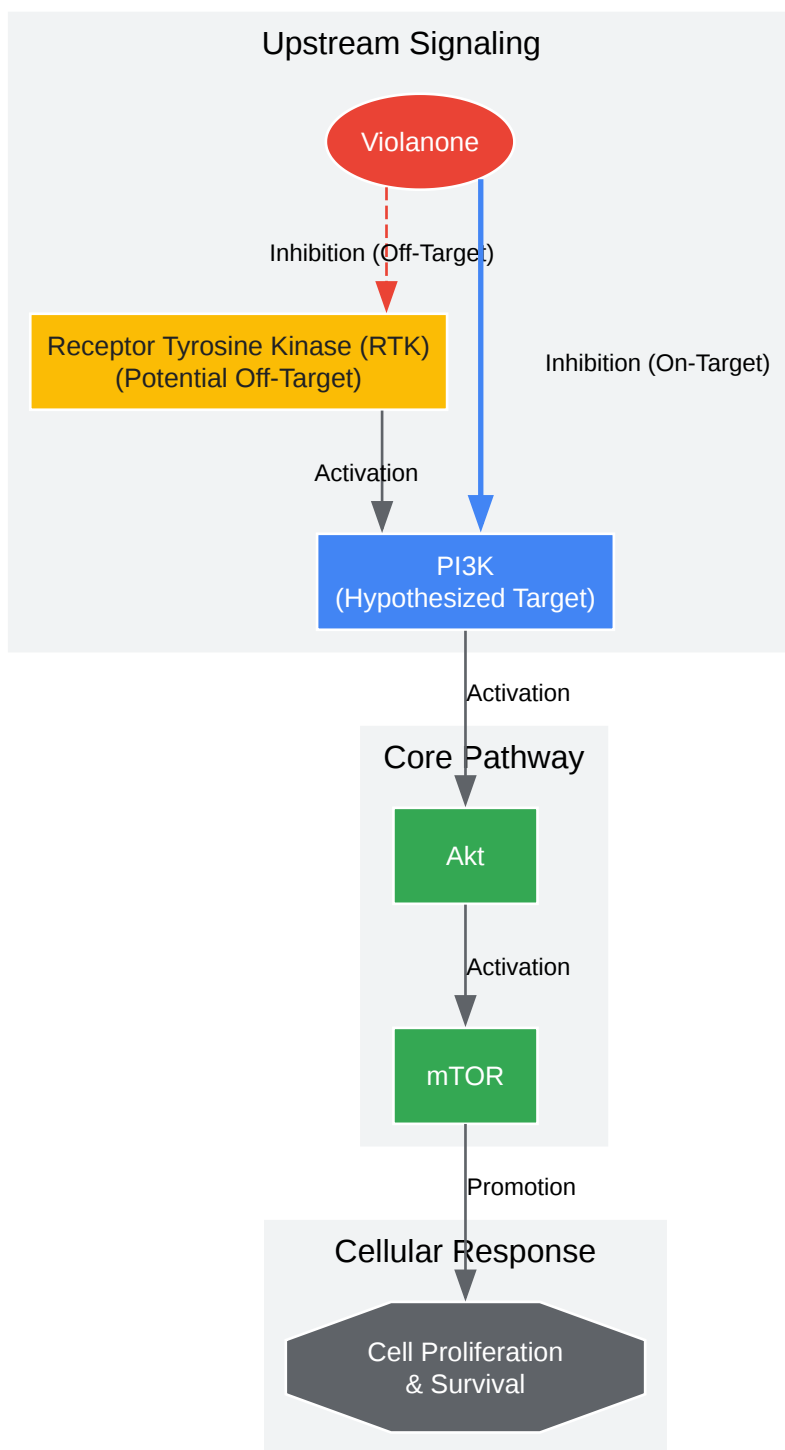 Upstream Signaling
Violanone
Inhibition (Off-Target)
Receptor Tyrosine Kinase (RTK)
(Potential Off-Target)
Inhibition (On-Target)
Activation
PI3K
(Hypothesized Target)
Activation
Core Pathway
Akt
Activation
mTOR
Promotion
Cellular Response
Cell Proliferation
& Survival